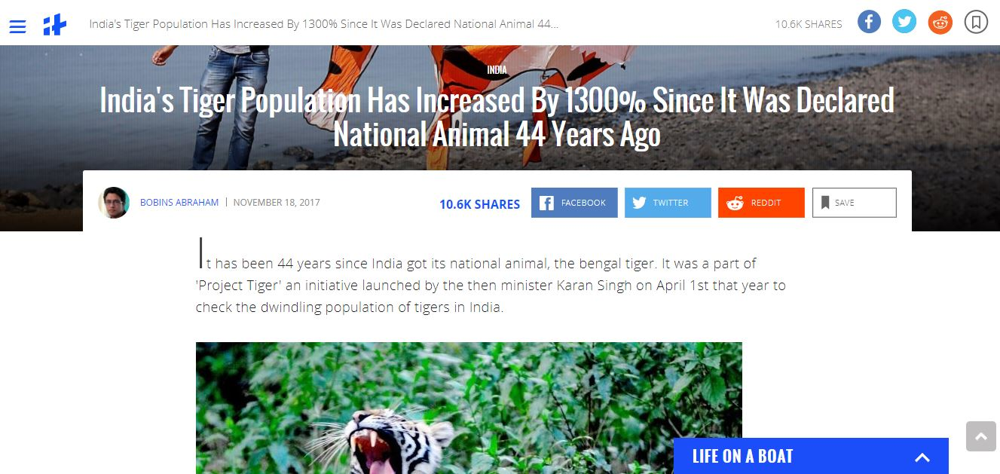 India's Tiger Population Has Increased By 1300% Since It Was Declared National Animal 44...
10.6K SHARES
INDIA
India's Tiger Population Has Increased By 1300% Since It Was Declared
National Animal 44 Years Ago
BOBINS ABRAHAM | NOVEMBER 18, 2017
10.6K SHARES
FACEBOOK
TWITTER
REDDIT
SAVE
It has been 44 years since India got its national animal, the bengal tiger. It was a part of
'Project Tiger' an initiative launched by the then minister Karan Singh on April 1st that year to
check the dwindling population of tigers in India.
LIFE ON A BOAT